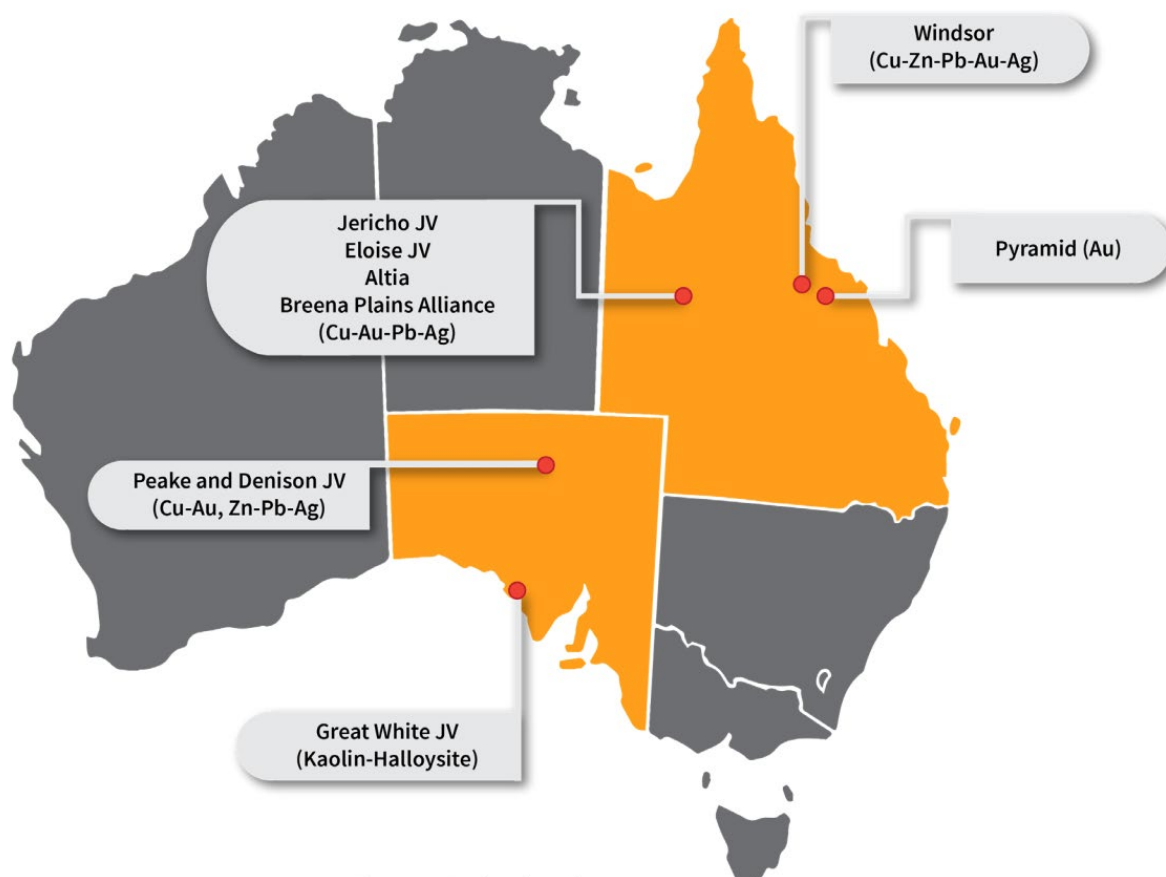 Windsor
(Cu-Zn-Pb-Au-Ag)
Jericho JV
Eloise JV
Altia
Breena Plains Alliance
(Cu-Au-Pb-Ag)
Pyramid (Au)
Peake and Denison JV
(Cu-Au, Zn-Pb-Ag)
Great White JV
(Kaolin-Halloysite)